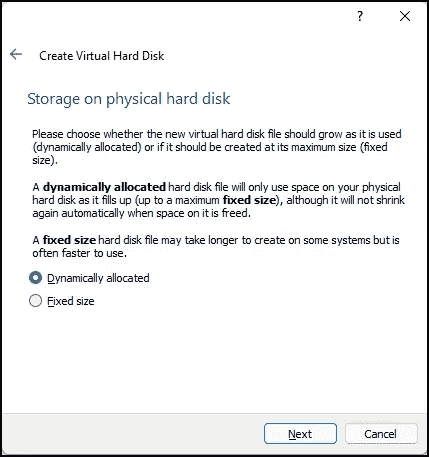 ?
Create Virtual Hard Disk
Storage on physical hard disk
Please choose whether the new virtual hard disk file should grow as it is used
(dynamically allocated) or if it should be created at its maximum size (fixed
size).
A dynamically allocated hard disk file will only use space on your physical
hard disk as it fills up (up to a maximum fixed size), although it will not shrink
again automatically when space on it is freed.
A fixed size hard disk file may take longer to create on some systems but is
often faster to use.
Dynamically allocated
Fixed size
Next Cancel